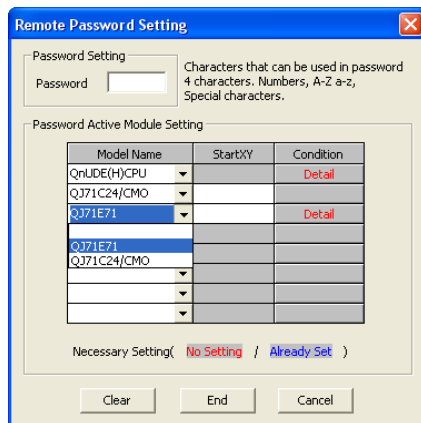 Remote Password Setting
Password Setting
Password
Characters that can be used in password
4 characters. Numbers, A-Z a-z,
Special characters.
Password Active Module Setting
Model Name StartXY Condition
QnUDE(H)CPU Detail
QJ71C24/CMO
QJ71E71 Detail
QJ71E71
QJ71C24/CMO
Necessary Setting( No Setting / Already Set )
Clear End Cancel